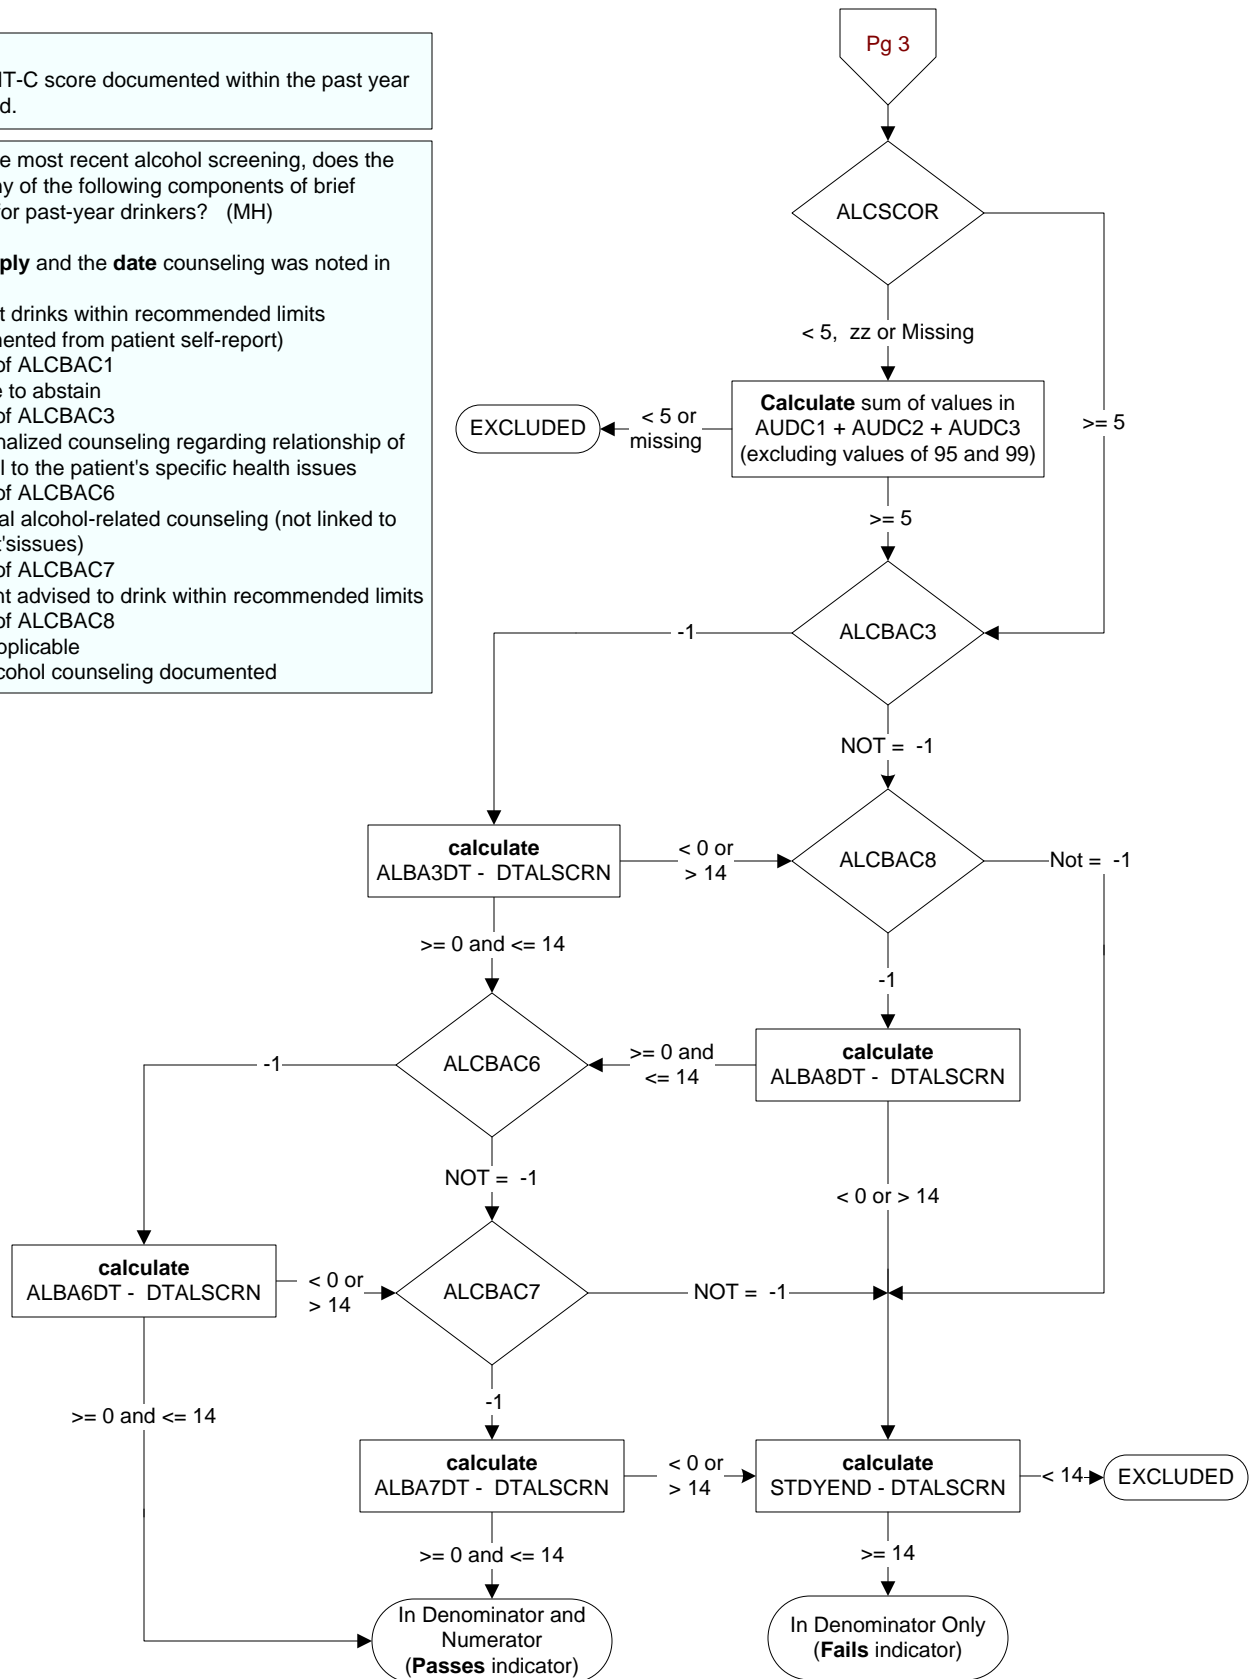 IT-C score documented within the past year
d.
e most recent alcohol screening, does the
ny of the following components of brief
for past-year drinkers? (MH)
ply and the date counseling was noted in
t drinks within recommended limits
ented from patient self-report)
of ALCBAC1
e to abstain
of ALCBAC3
nalized counseling regarding relationship of
l to the patient's specific health issues
of ALCBAC6
al alcohol-related counseling (not linked to
t'sissues)
of ALCBAC7
nt advised to drink within recommended limits
of ALCBAC8
pplicable
cohol counseling documented
Pg 3
ALCSCOR
< 5, zz or Missing
>= 5
Calculate sum of values in
AUDC1 + AUDC2 + AUDC3
(excluding values of 95 and 99)
< 5 or
missing
EXCLUDED
>= 5
ALCBAC3
-1
NOT = -1
calculate
ALBA3DT - DTALSCRN
< 0 or
> 14
ALCBAC8
Not = -1
>= 0 and <= 14
-1
ALCBAC6
-1
>= 0 and
<= 14
calculate
ALBA8DT - DTALSCRN
NOT = -1
< 0 or > 14
calculate
ALBA6DT - DTALSCRN
< 0 or
> 14
ALCBAC7
NOT = -1
>= 0 and <= 14
-1
calculate
ALBA7DT - DTALSCRN
< 0 or
> 14
calculate
STDYEND - DTALSCRN
< 14
EXCLUDED
>= 0 and <= 14
>= 14
In Denominator and
Numerator
(Passes indicator)
In Denominator Only
(Fails indicator)